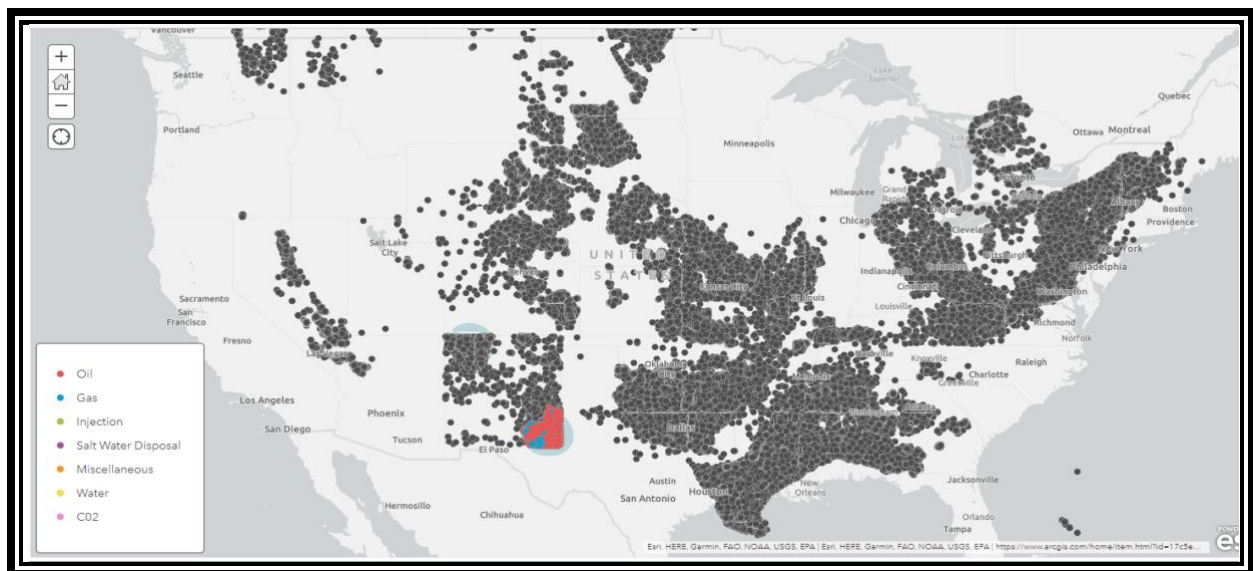 Vancouver
Seattle
Portland
Quebec
Ottawa Montreal
Minneapolis
Toronto
Milwaukee
Grand
Rapids
Boston
Providence
Chicago
Cleveland
New York
Salt Lake
City
UNITED
STATES
Denver
Pittsburgh
Philadelphia
Indianapolis
Columbus
Kansas City
Cincinnati
St Louis
Washington
Sacramento
San
Francisco
Louisville
Richmond
Norfolk
Fresno
Las Vegas
Nashville
Knoxville
Raleigh
Oklahoma
City
Charlotte
Greenville
Memphis
Los Angeles
Phoenix
Birmingham
Atlanta
San Diego
Tucson
Dallas
El Paso
Austin
Houston
San Antonio
New
Orleans
Jacksonville
Hermosillo
Chihuahua
Orlando
Tampa
+
−
Oil
Gas
Injection
Salt Water Disposal
Miscellaneous
Water
C02
Esri, HERE, Garmin, FAO, NOAA, USGS, EPA | Esri, HERE, Garmin, FAO, NOAA, USGS, EPA | https://www.arcgis.com/home/item.html?id=17c5e...